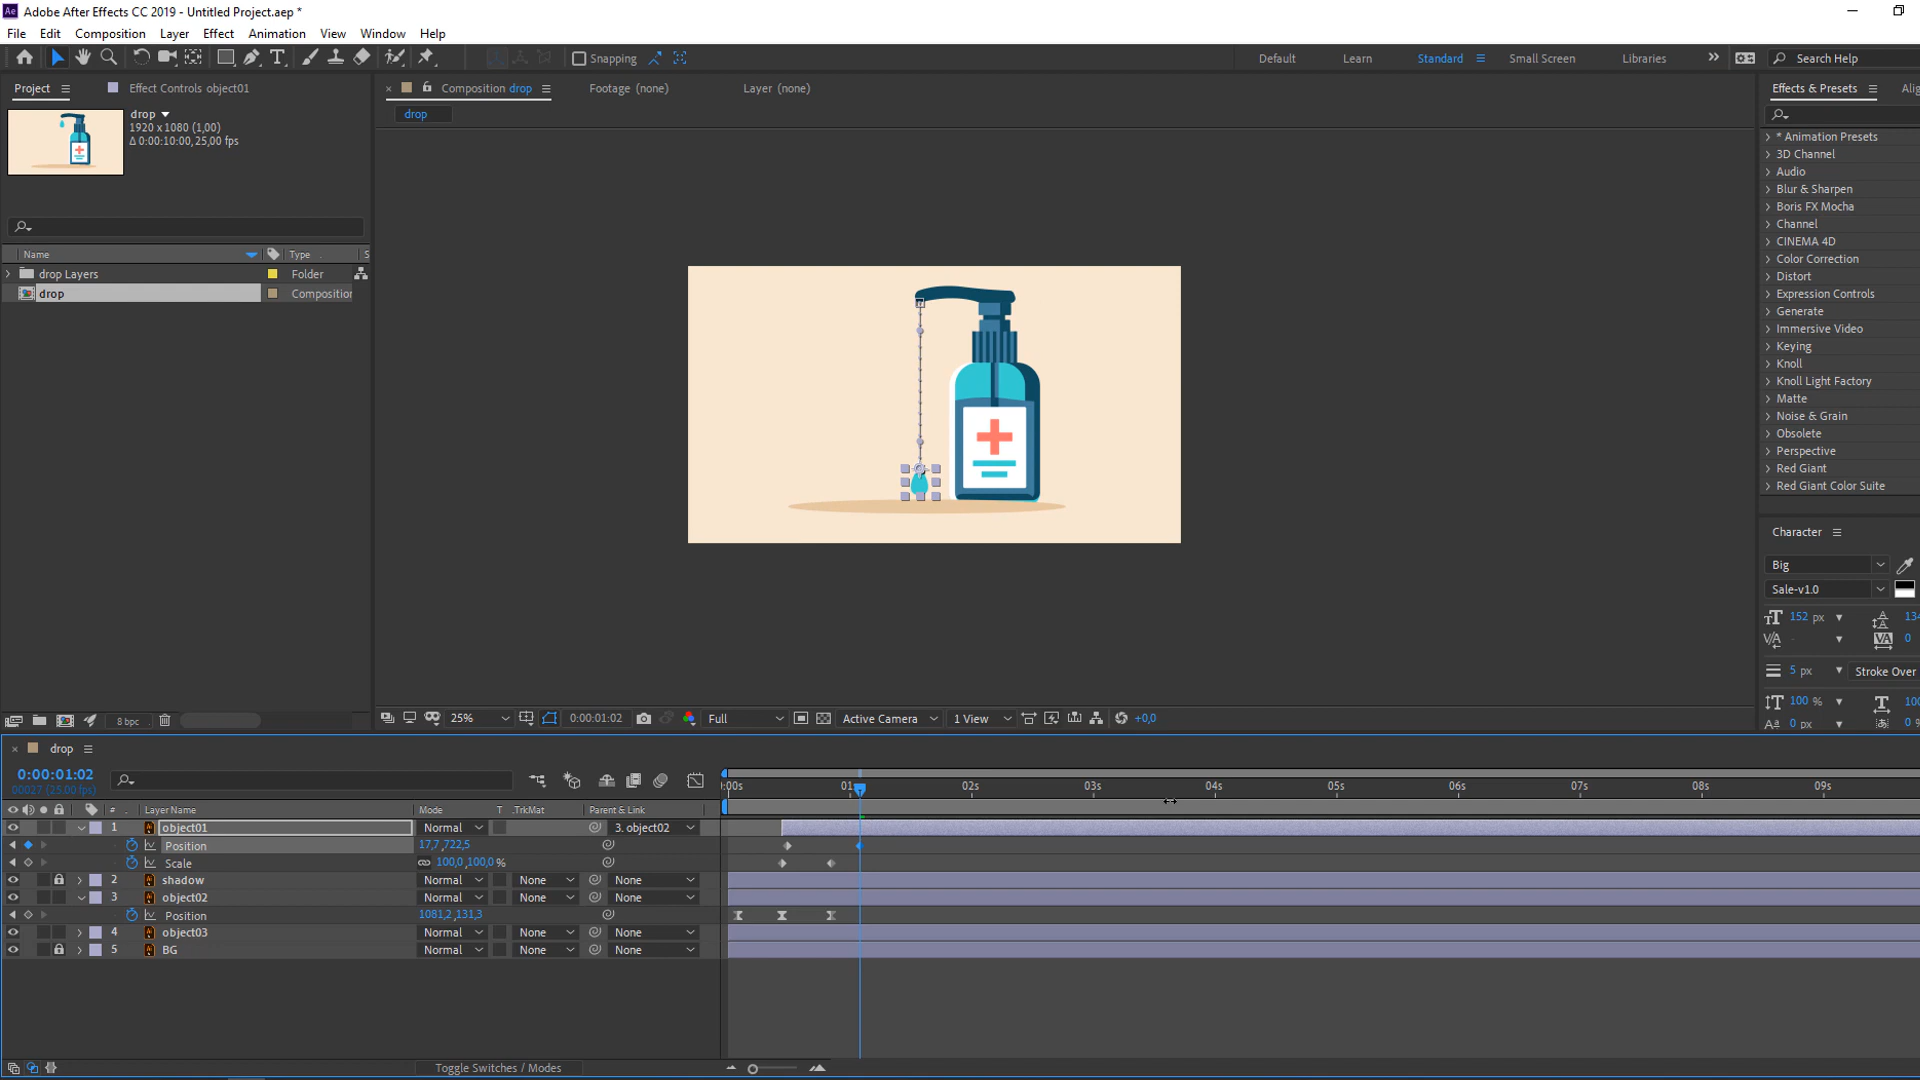 Adobe After Effects CC 2019 - Untitled Project.aep *
File Edit Composition Layer Effect Animation View Window Help
Snapping Default Learn Standard Small Screen Libraries Search Help
Project Effect Controls object01 Composition drop Footage (none) Layer (none) Effects & Presets Alig
drop
1920 x 1080 (1,00)
Δ 0:00:10:00, 25,00 fps
drop
* Animation Presets
3D Channel
Audio
Blur & Sharpen
Boris FX Mocha
Channel
CINEMA 4D
Color Correction
Distort
Expression Controls
Generate
Immersive Video
Keying
Knoll
Knoll Light Factory
Matte
Noise & Grain
Obsolete
Perspective
Red Giant
Red Giant Color Suite
Name Type S
drop Layers Folder
drop Composition
Character
Big
Sale-v1.0
152 px 134
0
5 px Stroke Over
100 % 100
0 px 0 %
8 bpc
25% 0:00:01:02 Full Active Camera 1 View +0,0
drop
0:00:01:02
00027 (25.00 fps)
:00s 01 02s 03s 04s 05s 06s 07s 08s 09s
# Layer Name Mode T .TrkMat Parent & Link
1 object01 Normal 3. object02
Position 17,7,722,5
Scale 100,0,100,0 %
2 shadow Normal None None
3 object02 Normal None None
Position 1081,2,131,3
4 object03 Normal None None
5 BG Normal None None
Toggle Switches / Modes